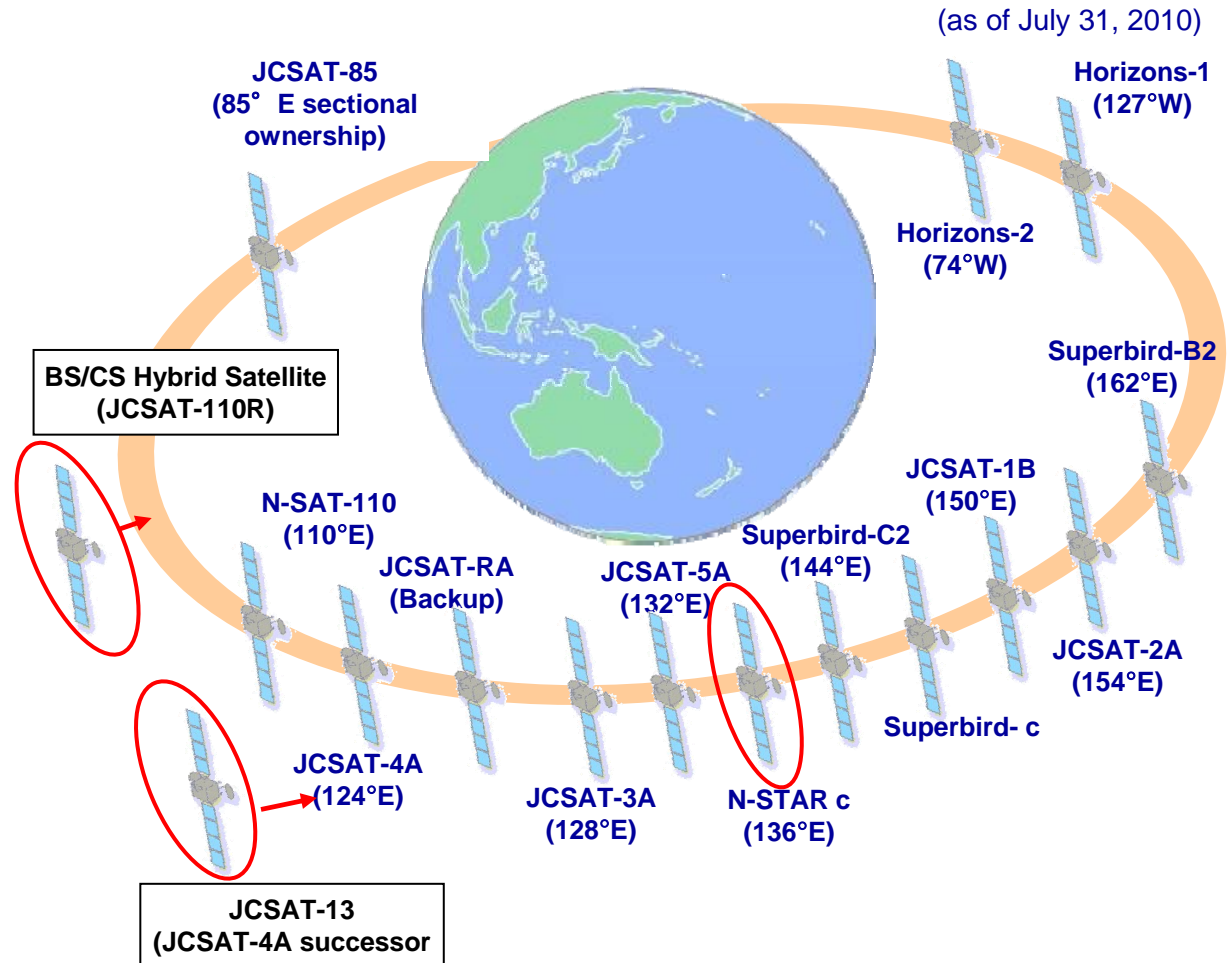 (as of July 31, 2010)
JCSAT-85
(85° E sectional
ownership)
Horizons-1
(127°W)
Horizons-2
(74°W)
BS/CS Hybrid Satellite
(JCSAT-110R)
Superbird-B2
(162°E)
N-SAT-110
(110°E)
JCSAT-1B
(150°E)
Superbird-C2
(144°E)
JCSAT-RA
(Backup)
JCSAT-5A
(132°E)
JCSAT-2A
(154°E)
Superbird- c
JCSAT-4A
(124°E)
JCSAT-3A
(128°E)
N-STAR c
(136°E)
JCSAT-13
(JCSAT-4A successor